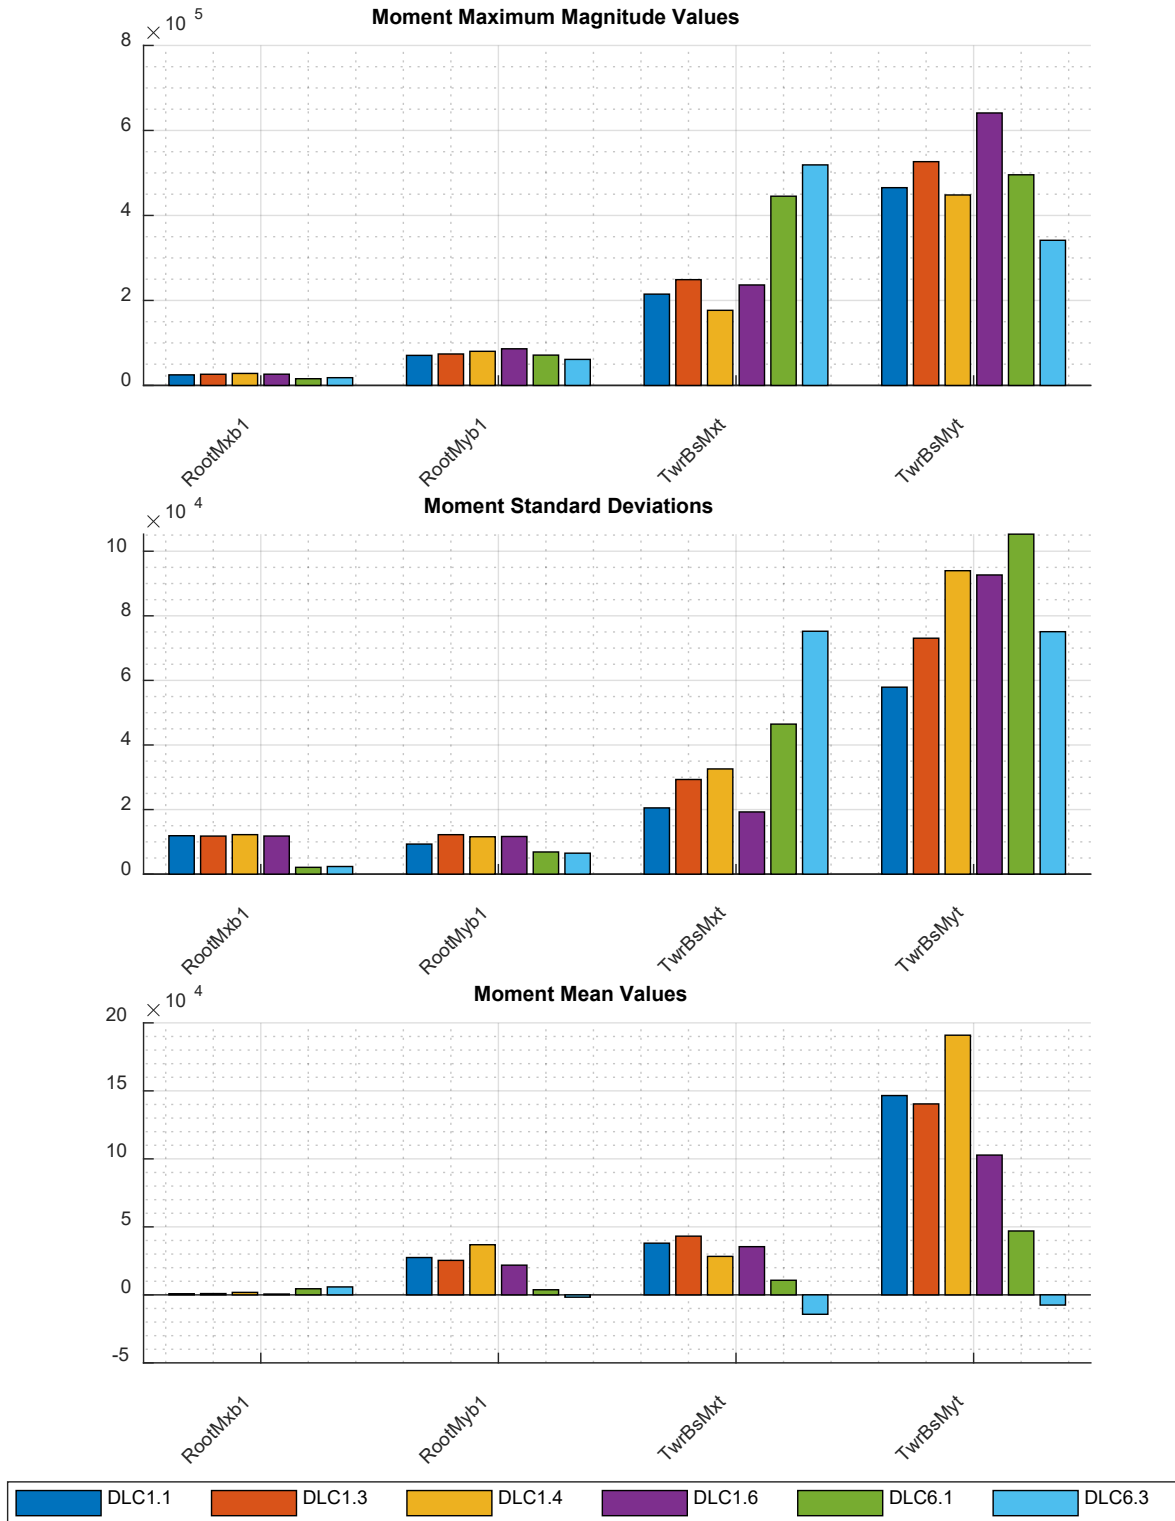 Moment Maximum Magnitude Values
× 10 5
8
6
4
2
0
RootMxb1 RootMyb1 TwrBsMxt TwrBsMyt
Moment Standard Deviations
× 10 4
10
8
6
4
2
0
RootMxb1 RootMyb1 TwrBsMxt TwrBsMyt
Moment Mean Values
× 10 4
20
15
10
5
0
-5
RootMxb1 RootMyb1 TwrBsMxt TwrBsMyt
DLC1.1 DLC1.3 DLC1.4 DLC1.6 DLC6.1 DLC6.3